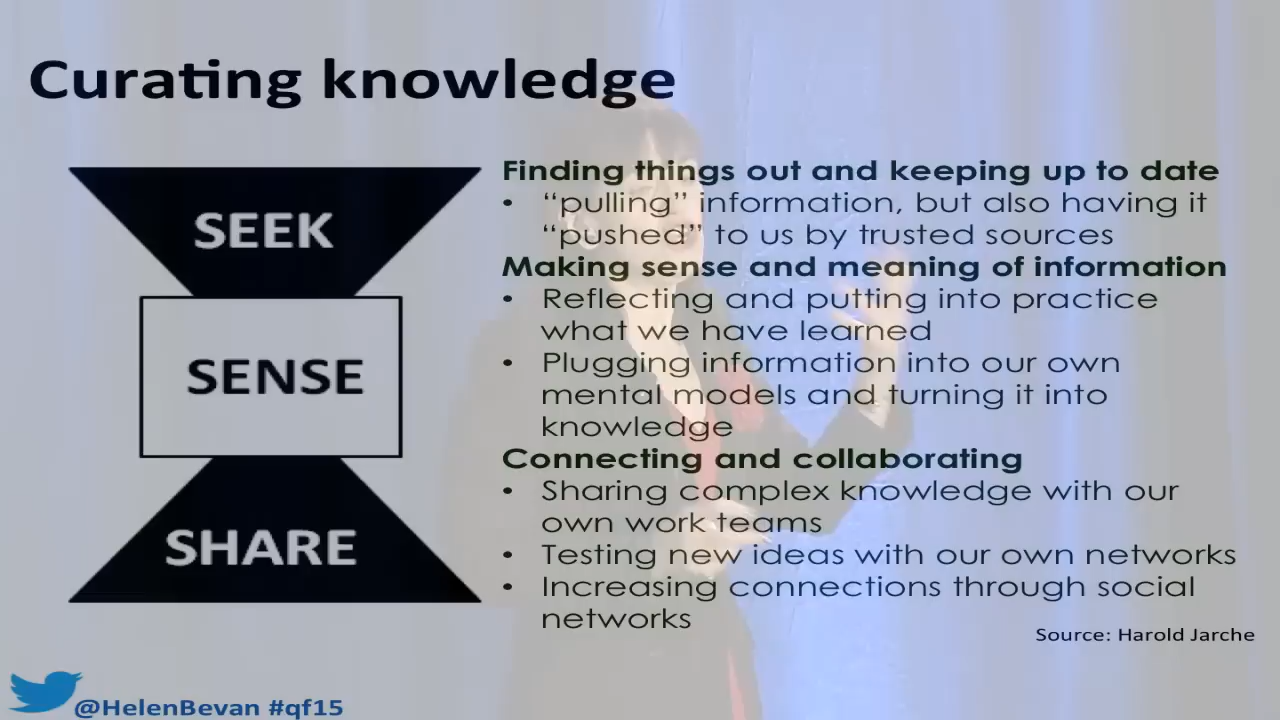 Curating knowledge
SEEK
SENSE
SHARE
Finding things out and keeping up to date
• “pulling” information, but also having it
“pushed” to us by trusted sources
Making sense and meaning of information
• Reflecting and putting into practice
what we have learned
• Plugging information into our own
mental models and turning it into
knowledge
Connecting and collaborating
• Sharing complex knowledge with our
own work teams
• Testing new ideas with our own networks
• Increasing connections through social
networks
Source: Harold Jarche
@HelenBevan #qf15